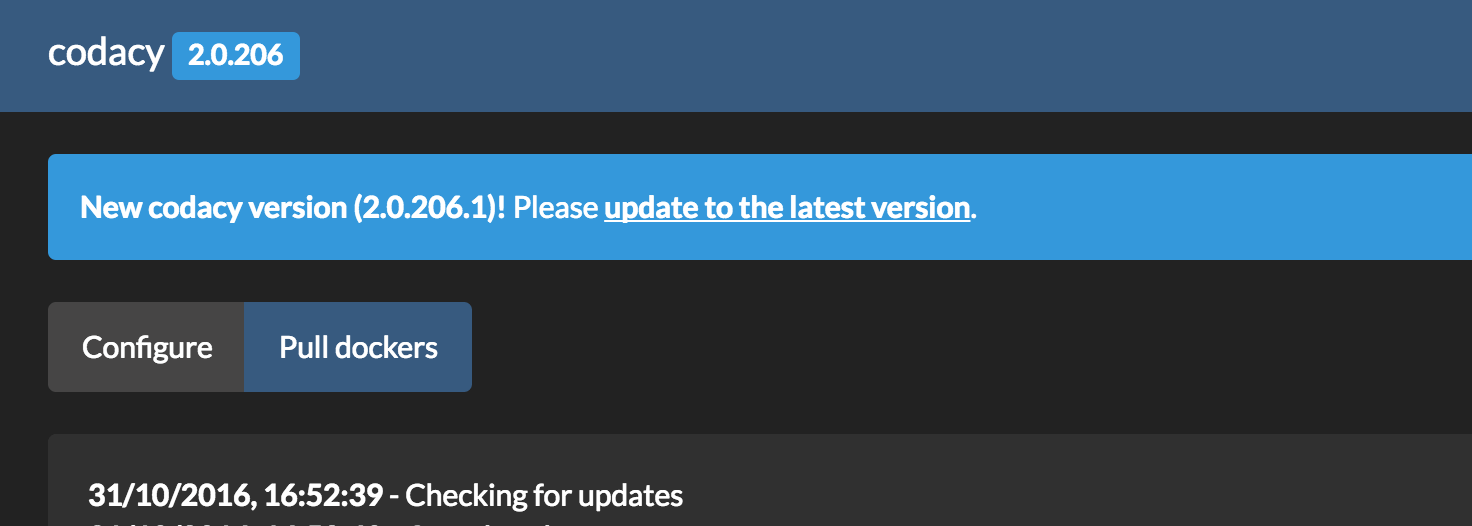 codacy 2.0.206
New codacy version (2.0.206.1)! Please update to the latest version.
Configure Pull dockers
31/10/2016, 16:52:39 - Checking for updates